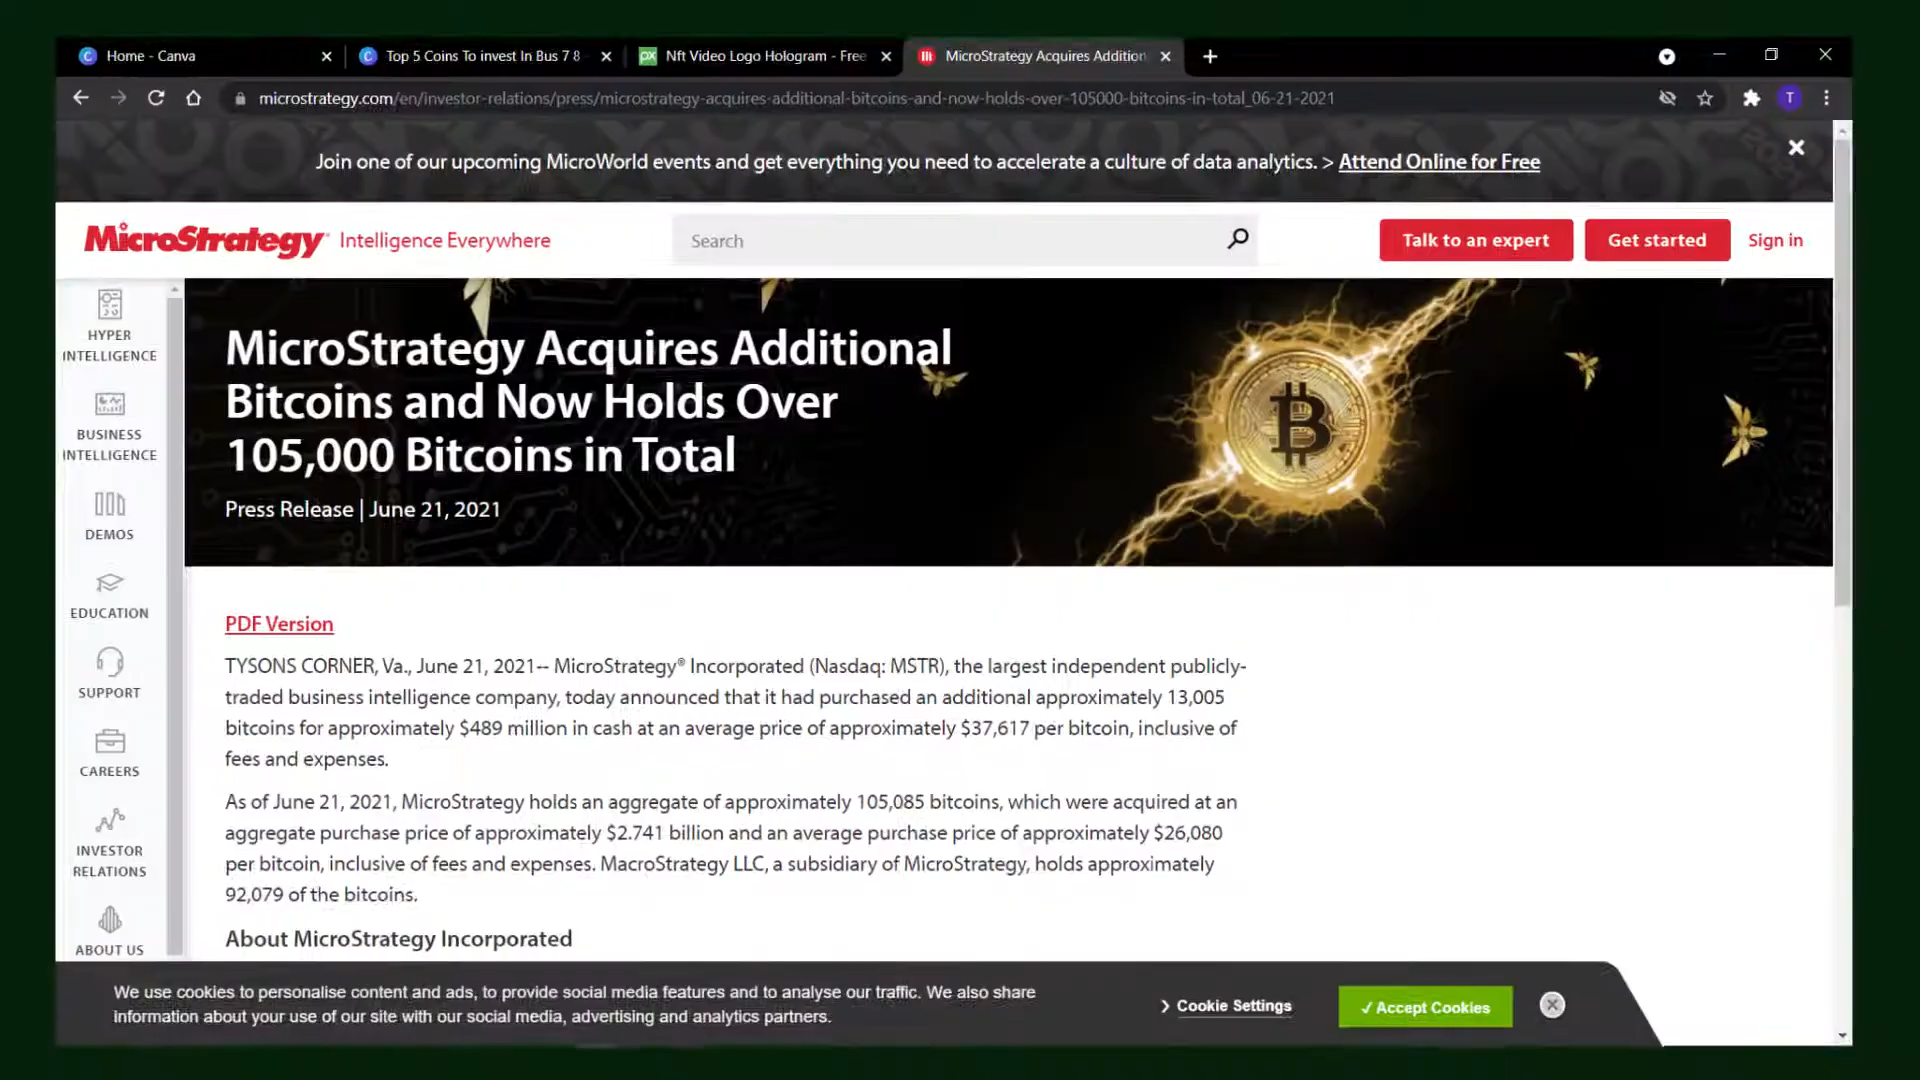 Home - Canva
Top 5 Coins To invest In Bus 7 8
Nft Video Logo Hologram - Free
MicroStrategy Acquires Addition
microstrategy.com/en/investor-relations/press/microstrategy-acquires-additional-bitcoins-and-now-holds-over-105000-bitcoins-in-total_06-21-2021
T
Join one of our upcoming MicroWorld events and get everything you need to accelerate a culture of data analytics. > Attend Online for Free
MicroStrategy Intelligence Everywhere
Search
Talk to an expert
Get started
Sign in
HYPER
INTELLIGENCE
BUSINESS
INTELLIGENCE
DEMOS
EDUCATION
SUPPORT
CAREERS
INVESTOR
RELATIONS
ABOUT US
MicroStrategy Acquires Additional
Bitcoins and Now Holds Over
105,000 Bitcoins in Total
Press Release | June 21, 2021
PDF Version
TYSONS CORNER, Va., June 21, 2021-- MicroStrategy® Incorporated (Nasdaq: MSTR), the largest independent publicly-
traded business intelligence company, today announced that it had purchased an additional approximately 13,005
bitcoins for approximately $489 million in cash at an average price of approximately $37,617 per bitcoin, inclusive of
fees and expenses.
As of June 21, 2021, MicroStrategy holds an aggregate of approximately 105,085 bitcoins, which were acquired at an
aggregate purchase price of approximately $2.741 billion and an average purchase price of approximately $26,080
per bitcoin, inclusive of fees and expenses. MacroStrategy LLC, a subsidiary of MicroStrategy, holds approximately
92,079 of the bitcoins.
About MicroStrategy Incorporated
We use cookies to personalise content and ads, to provide social media features and to analyse our traffic. We also share
information about your use of our site with our social media, advertising and analytics partners.
Cookie Settings
✓ Accept Cookies